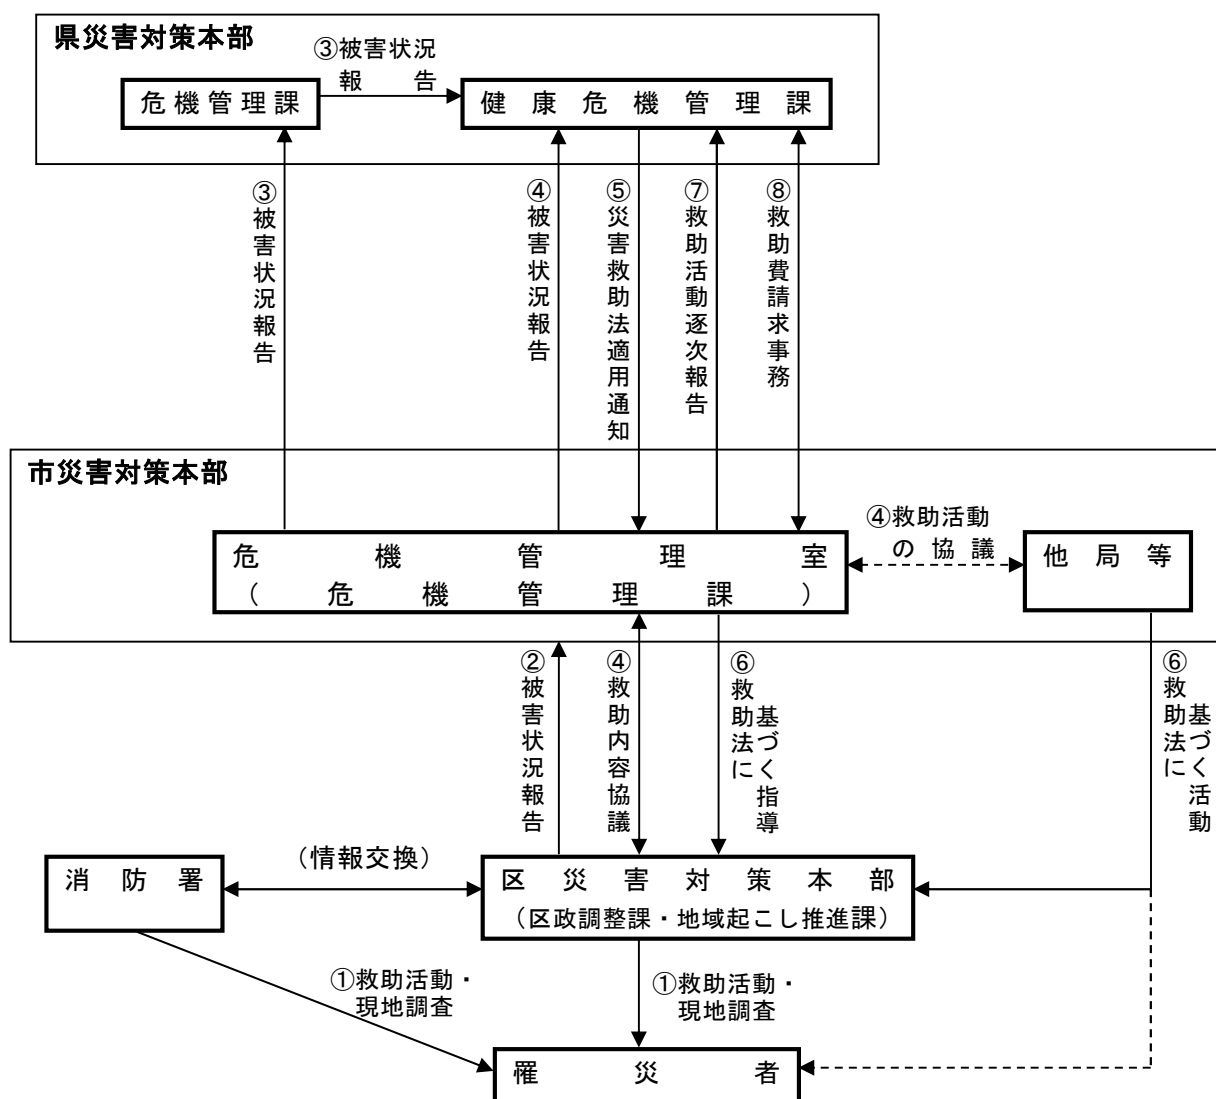 県災害対策本部
③被害状況
報告
危機管理課
健康危機管理課
③被害状況報告
④被害状況報告
⑤災害救助法適用通知
⑦救助活動逐次報告
⑧救助費請求事務
市災害対策本部
④救助活動
の協議
危機管理室
（危機管理課）
他局等
②被害状況報告
④救助内容協議
⑥救助法に
基づく指導
⑥救助法に
基づく活動
（情報交換）
消防署
区災害対策本部
（区政調整課・地域起こし推進課）
①救助活動・
現地調査
①救助活動・
現地調査
罹災者